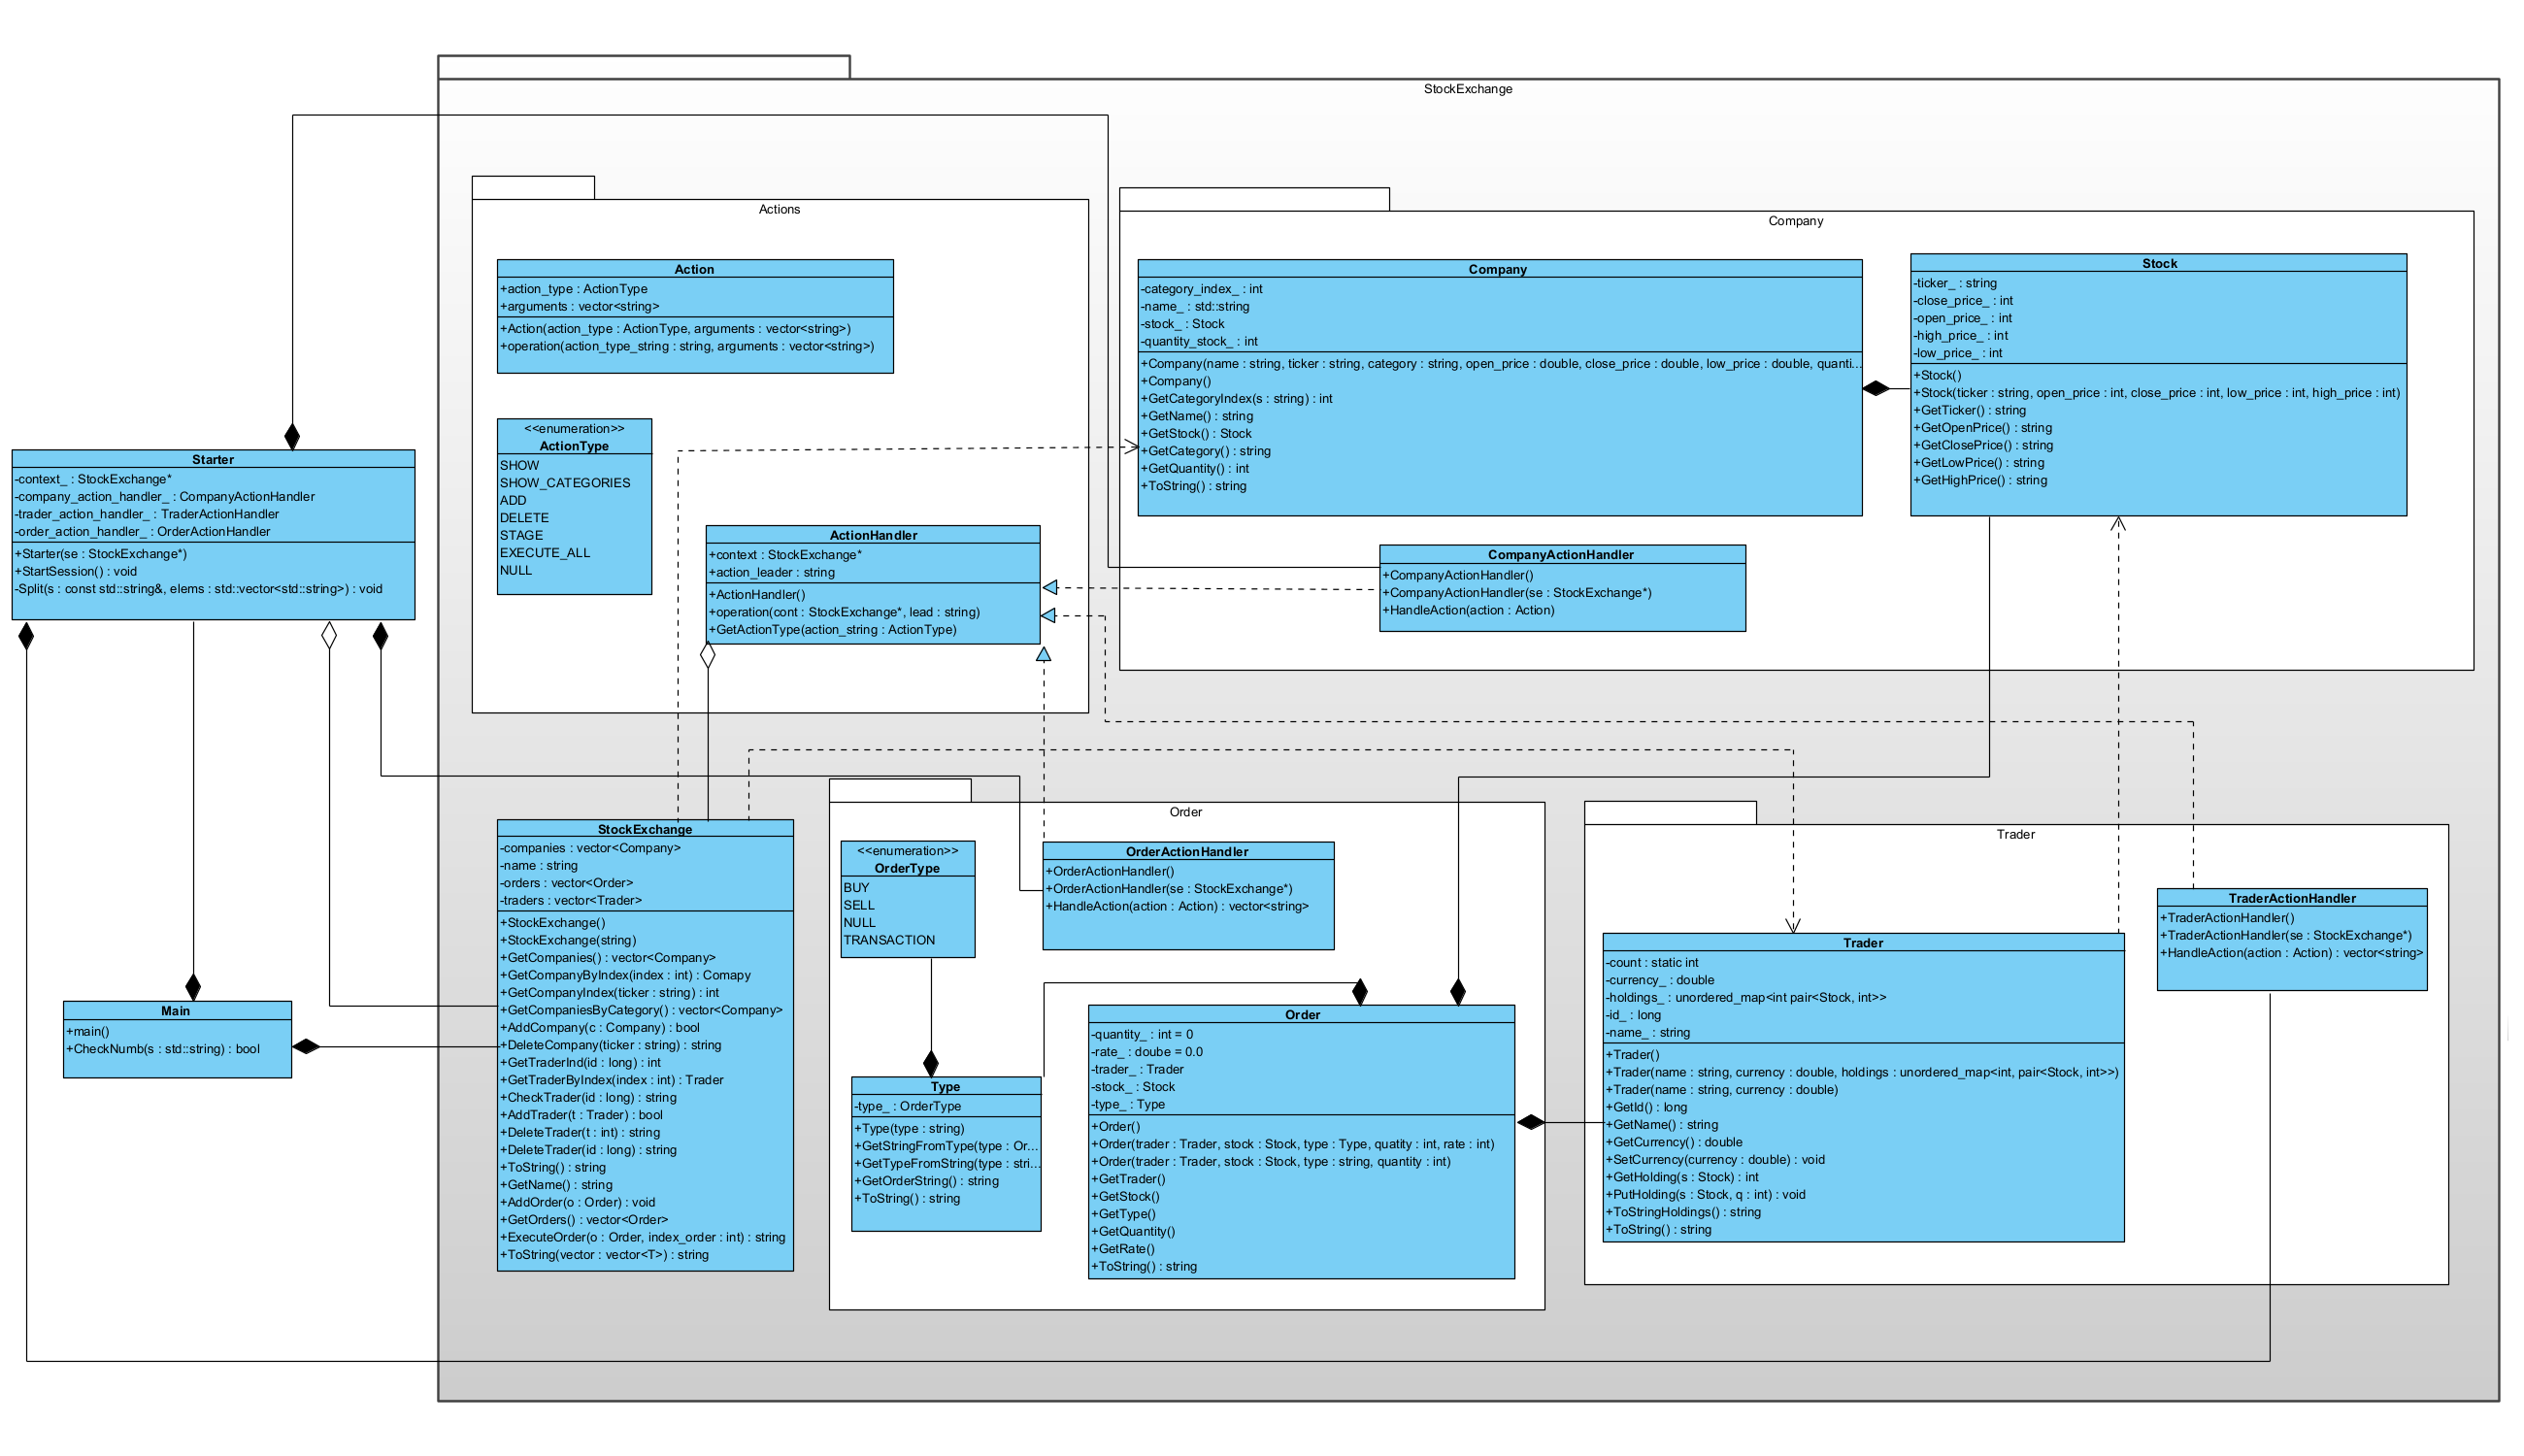 StockExchange
Actions
Action
+action_type : ActionType
+arguments : vector<string>
+Action(action_type : ActionType, arguments : vector<string>)
+operation(action_type_string : string, arguments : vector<string>)
<<enumeration>>
ActionType
SHOW
SHOW_CATEGORIES
ADD
DELETE
STAGE
EXECUTE_ALL
NULL
ActionHandler
+context : StockExchange*
+action_leader : string
+ActionHandler()
+operation(cont : StockExchange*, lead : string)
+GetActionType(action_string : ActionType)
Company
Company
-category_index_ : int
-name_ : std::string
-stock_ : Stock
-quantity_stock_ : int
+Company(name : string, ticker : string, category : string, open_price : double, close_price : double, low_price : double, quanti...
+Company()
+GetCategoryIndex(s : string) : int
+GetName() : string
+GetStock() : Stock
+GetCategory() : string
+GetQuantity() : int
+ToString() : string
Stock
-ticker_ : string
-close_price_ : int
-open_price_ : int
-high_price_ : int
-low_price_ : int
+Stock()
+Stock(ticker : string, open_price : int, close_price : int, low_price : int, high_price : int)
+GetTicker() : string
+GetOpenPrice() : string
+GetClosePrice() : string
+GetLowPrice() : string
+GetHighPrice() : string
CompanyActionHandler
+CompanyActionHandler()
+CompanyActionHandler(se : StockExchange*)
+HandleAction(action : Action)
Starter
-context_ : StockExchange*
-company_action_handler_ : CompanyActionHandler
-trader_action_handler_ : TraderActionHandler
-order_action_handler_ : OrderActionHandler
+Starter(se : StockExchange*)
+StartSession() : void
-Split(s : const std::string&, elems : std::vector<std::string>) : void
Main
+main()
+CheckNumb(s : std::string) : bool
StockExchange
-companies : vector<Company>
-name : string
-orders : vector<Order>
-traders : vector<Trader>
+StockExchange()
+StockExchange(string)
+GetCompanies() : vector<Company>
+GetCompanyByIndex(index : int) : Comapy
+GetCompanyIndex(ticker : string) : int
+GetCompaniesByCategory() : vector<Company>
+AddCompany(c : Company) : bool
+DeleteCompany(ticker : string) : string
+GetTraderInd(id : long) : int
+GetTraderByIndex(index : int) : Trader
+CheckTrader(id : long) : string
+AddTrader(t : Trader) : bool
+DeleteTrader(t : int) : string
+DeleteTrader(id : long) : string
+ToString() : string
+GetName() : string
+AddOrder(o : Order) : void
+GetOrders() : vector<Order>
+ExecuteOrder(o : Order, index_order : int) : string
+ToString(vector : vector<T>) : string
Order
<<enumeration>>
OrderType
BUY
SELL
NULL
TRANSACTION
OrderActionHandler
+OrderActionHandler()
+OrderActionHandler(se : StockExchange*)
+HandleAction(action : Action) : vector<string>
Type
-type_ : OrderType
+Type(type : string)
+GetStringFromType(type : Or...
+GetTypeFromString(type : stri...
+GetOrderString() : string
+ToString() : string
Order
-quantity_ : int = 0
-rate_ : doube = 0.0
-trader_ : Trader
-stock_ : Stock
-type_ : Type
+Order()
+Order(trader : Trader, stock : Stock, type : Type, quatity : int, rate : int)
+Order(trader : Trader, stock : Stock, type : string, quantity : int)
+GetTrader()
+GetStock()
+GetType()
+GetQuantity()
+GetRate()
+ToString() : string
Trader
Trader
-count : static int
-currency_ : double
-holdings_ : unordered_map<int pair<Stock, int>>
-id_ : long
-name_ : string
+Trader()
+Trader(name : string, currency : double, holdings : unordered_map<int, pair<Stock, int>>)
+Trader(name : string, currency : double)
+GetId() : long
+GetName() : string
+GetCurrency() : double
+SetCurrency(currency : double) : void
+GetHolding(s : Stock) : int
+PutHolding(s : Stock, q : int) : void
+ToStringHoldings() : string
+ToString() : string
TraderActionHandler
+TraderActionHandler()
+TraderActionHandler(se : StockExchange*)
+HandleAction(action : Action) : vector<string>